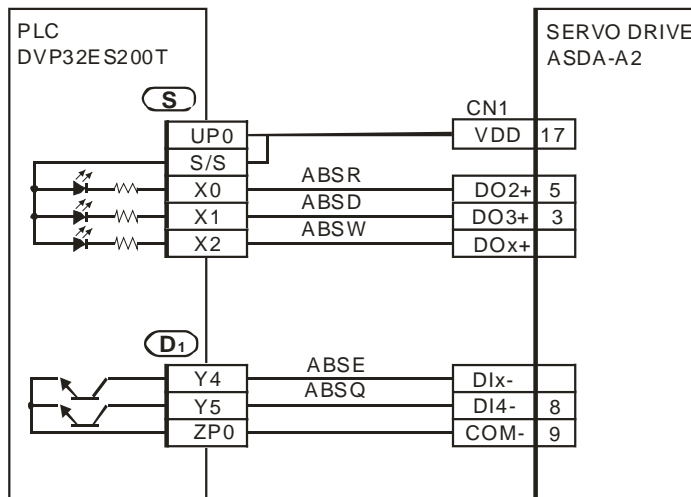 PLC
DVP32ES200T
SERVO DRIVE
ASDA-A2
S
CN1
UP0
VDD 17
S/S
X0 ABSR DO2+ 5
X1 ABSD DO3+ 3
X2 ABSW DOx+
D1
Y4 ABSE DIx-
Y5 ABSQ DI4- 8
ZP0 COM- 9